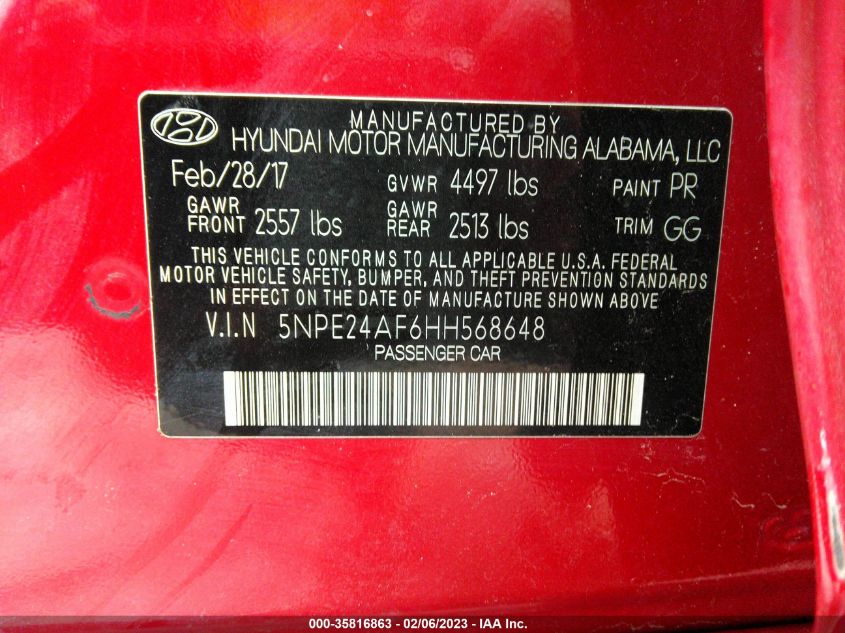 MANUFACTURED BY
HYUNDAI MOTOR MANUFACTURING ALABAMA, LLC
Feb/28/17 GVWR 4497 lbs PAINT PR
GAWR FRONT 2557 lbs GAWR REAR 2513 lbs TRIM GG
THIS VEHICLE CONFORMS TO ALL APPLICABLE U.S.A. FEDERAL
MOTOR VEHICLE SAFETY, BUMPER, AND THEFT PREVENTION STANDARDS
IN EFFECT ON THE DATE OF MANUFACTURE SHOWN ABOVE
V.I.N 5NPE24AF6HH568648
PASSENGER CAR
000-35816863 - 02/06/2023 - IAA Inc.